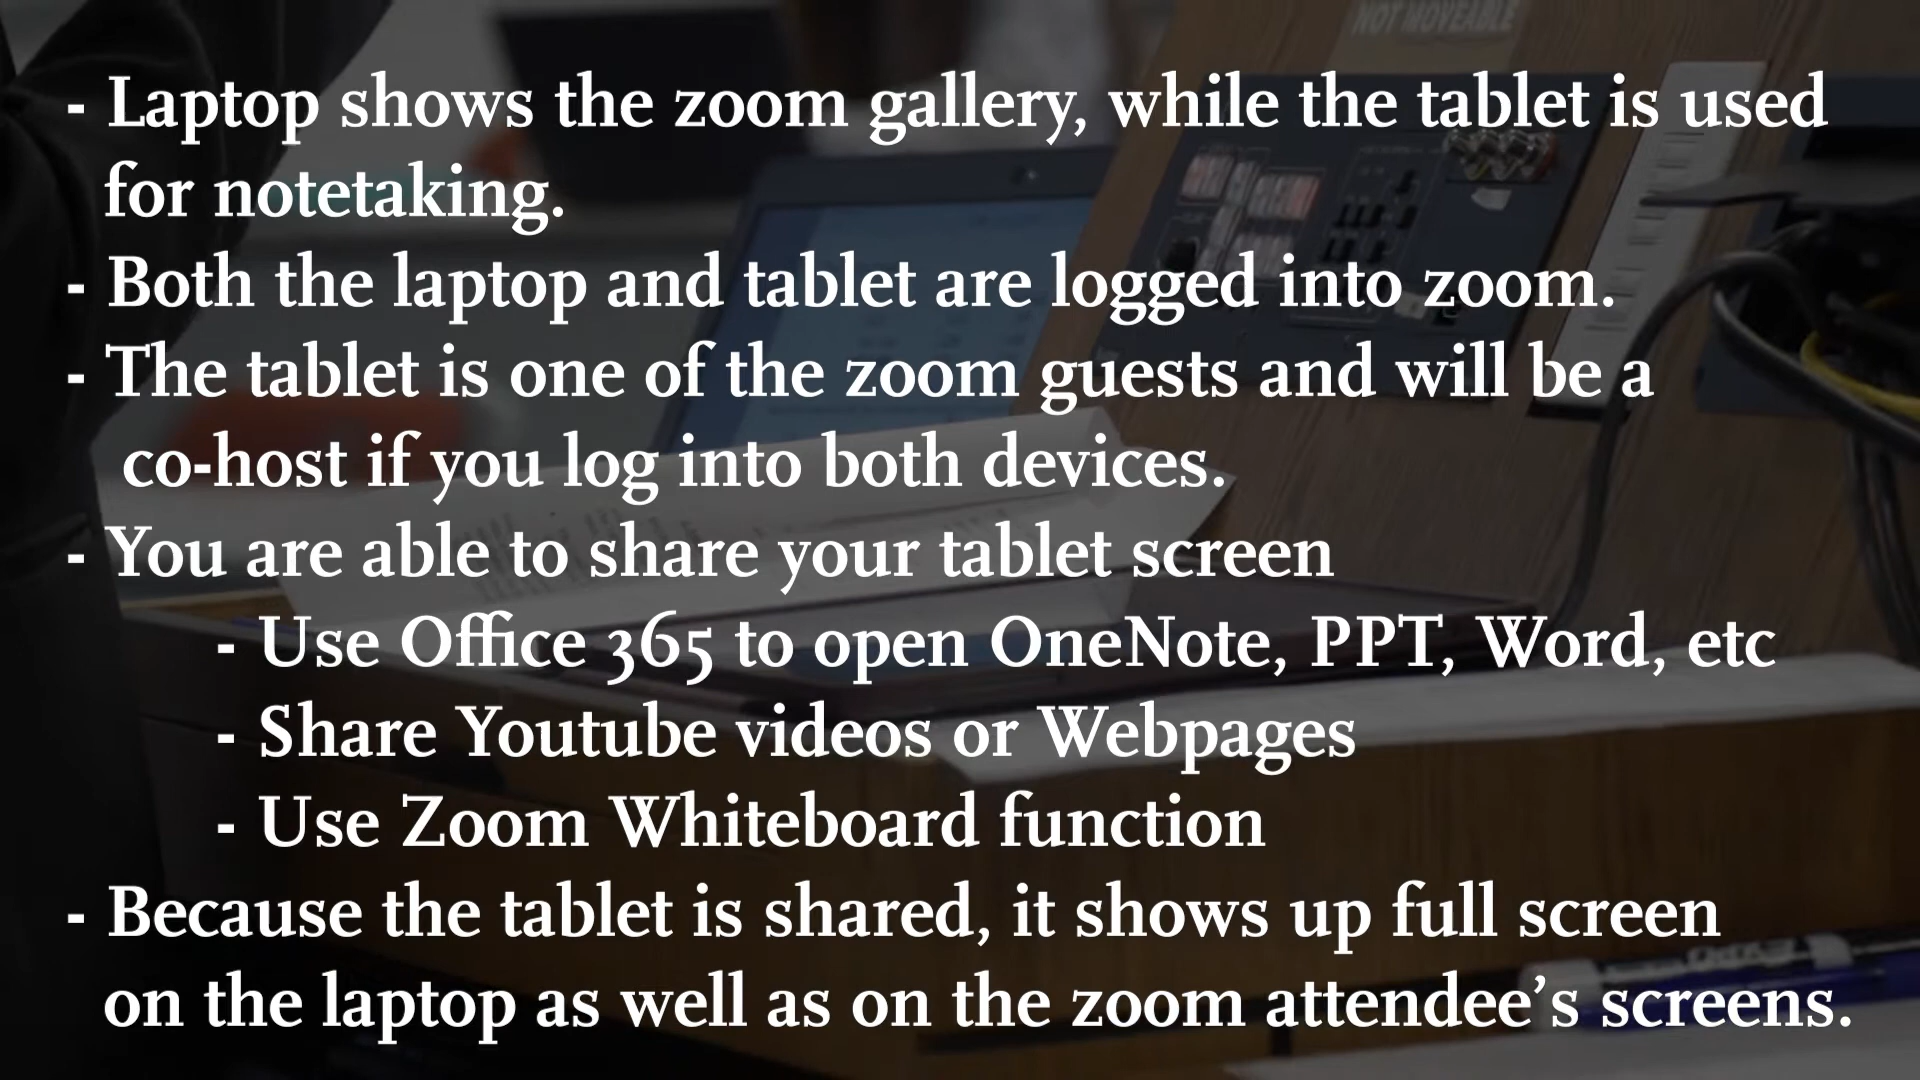 NOT MOVEABLE
- Laptop shows the zoom gallery, while the tablet is used
for notetaking.
- Both the laptop and tablet are logged into zoom.
- The tablet is one of the zoom guests and will be a
co-host if you log into both devices.
- You are able to share your tablet screen
- Use Office 365 to open OneNote, PPT, Word, etc
- Share Youtube videos or Webpages
- Use Zoom Whiteboard function
- Because the tablet is shared, it shows up full screen
on the laptop as well as on the zoom attendee’s screens.